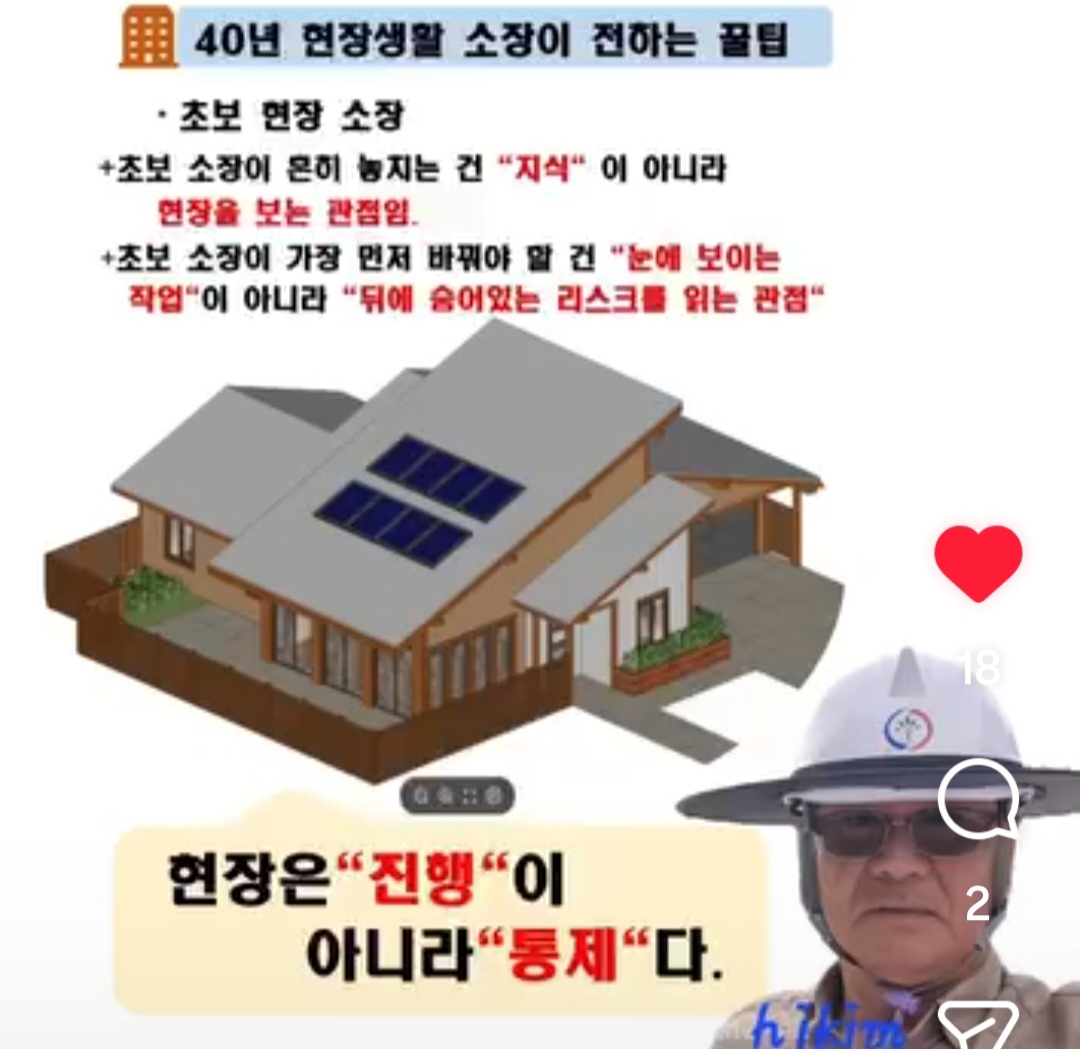 40년 현장생활 소장이 전하는 꿀팁
· 초보 현장 소장
+초보 소장이 흔히 놓치는 건 “지식“ 이 아니라
현장을 보는 관점임.
+초보 소장이 가장 먼저 바꿔야 할 건 “눈에 보이는
작업“이 아니라 “뒤에 숨어있는 리스크를 읽는 관점“
현장은“진행“이
아니라“통제“다.
18
2
hikim